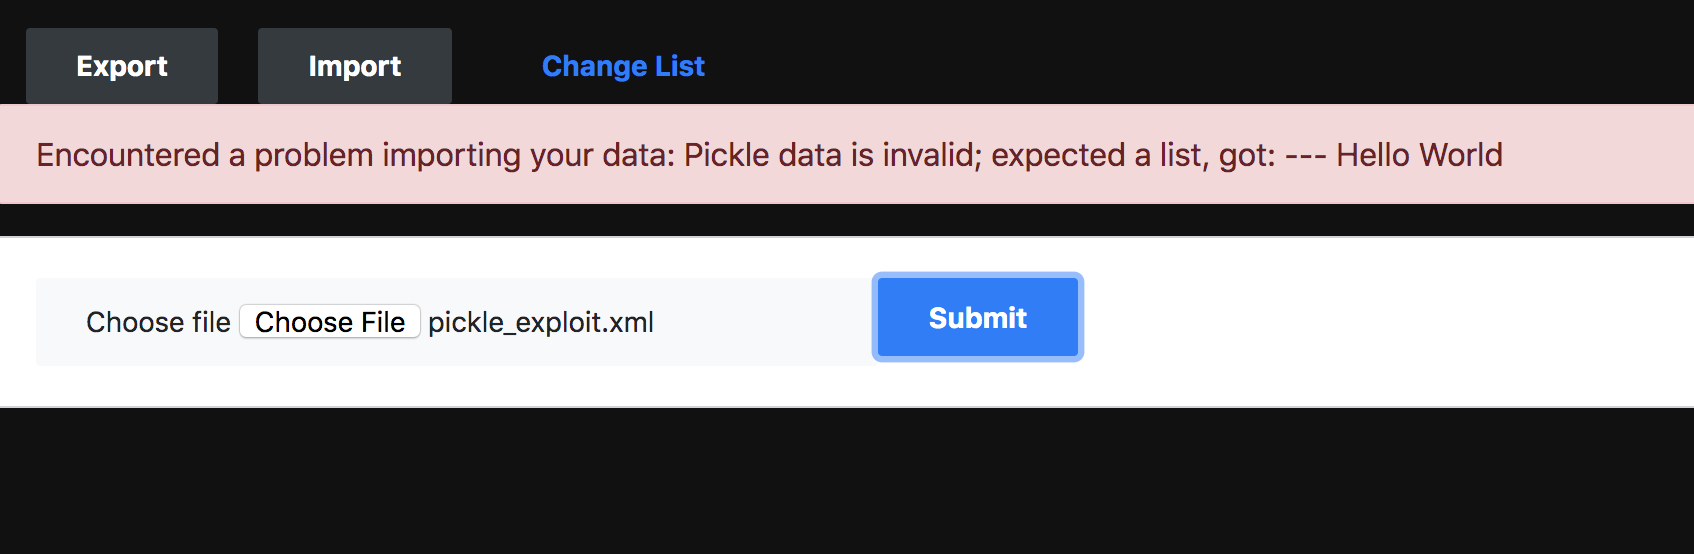 Export Import Change List
Encountered a problem importing your data: Pickle data is invalid; expected a list, got: --- Hello World
Choose file Choose File pickle_exploit.xml Submit